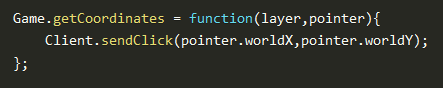 Game.getCoordinates = function(layer,pointer){
    Client.sendClick(pointer.worldX,pointer.worldY);
};